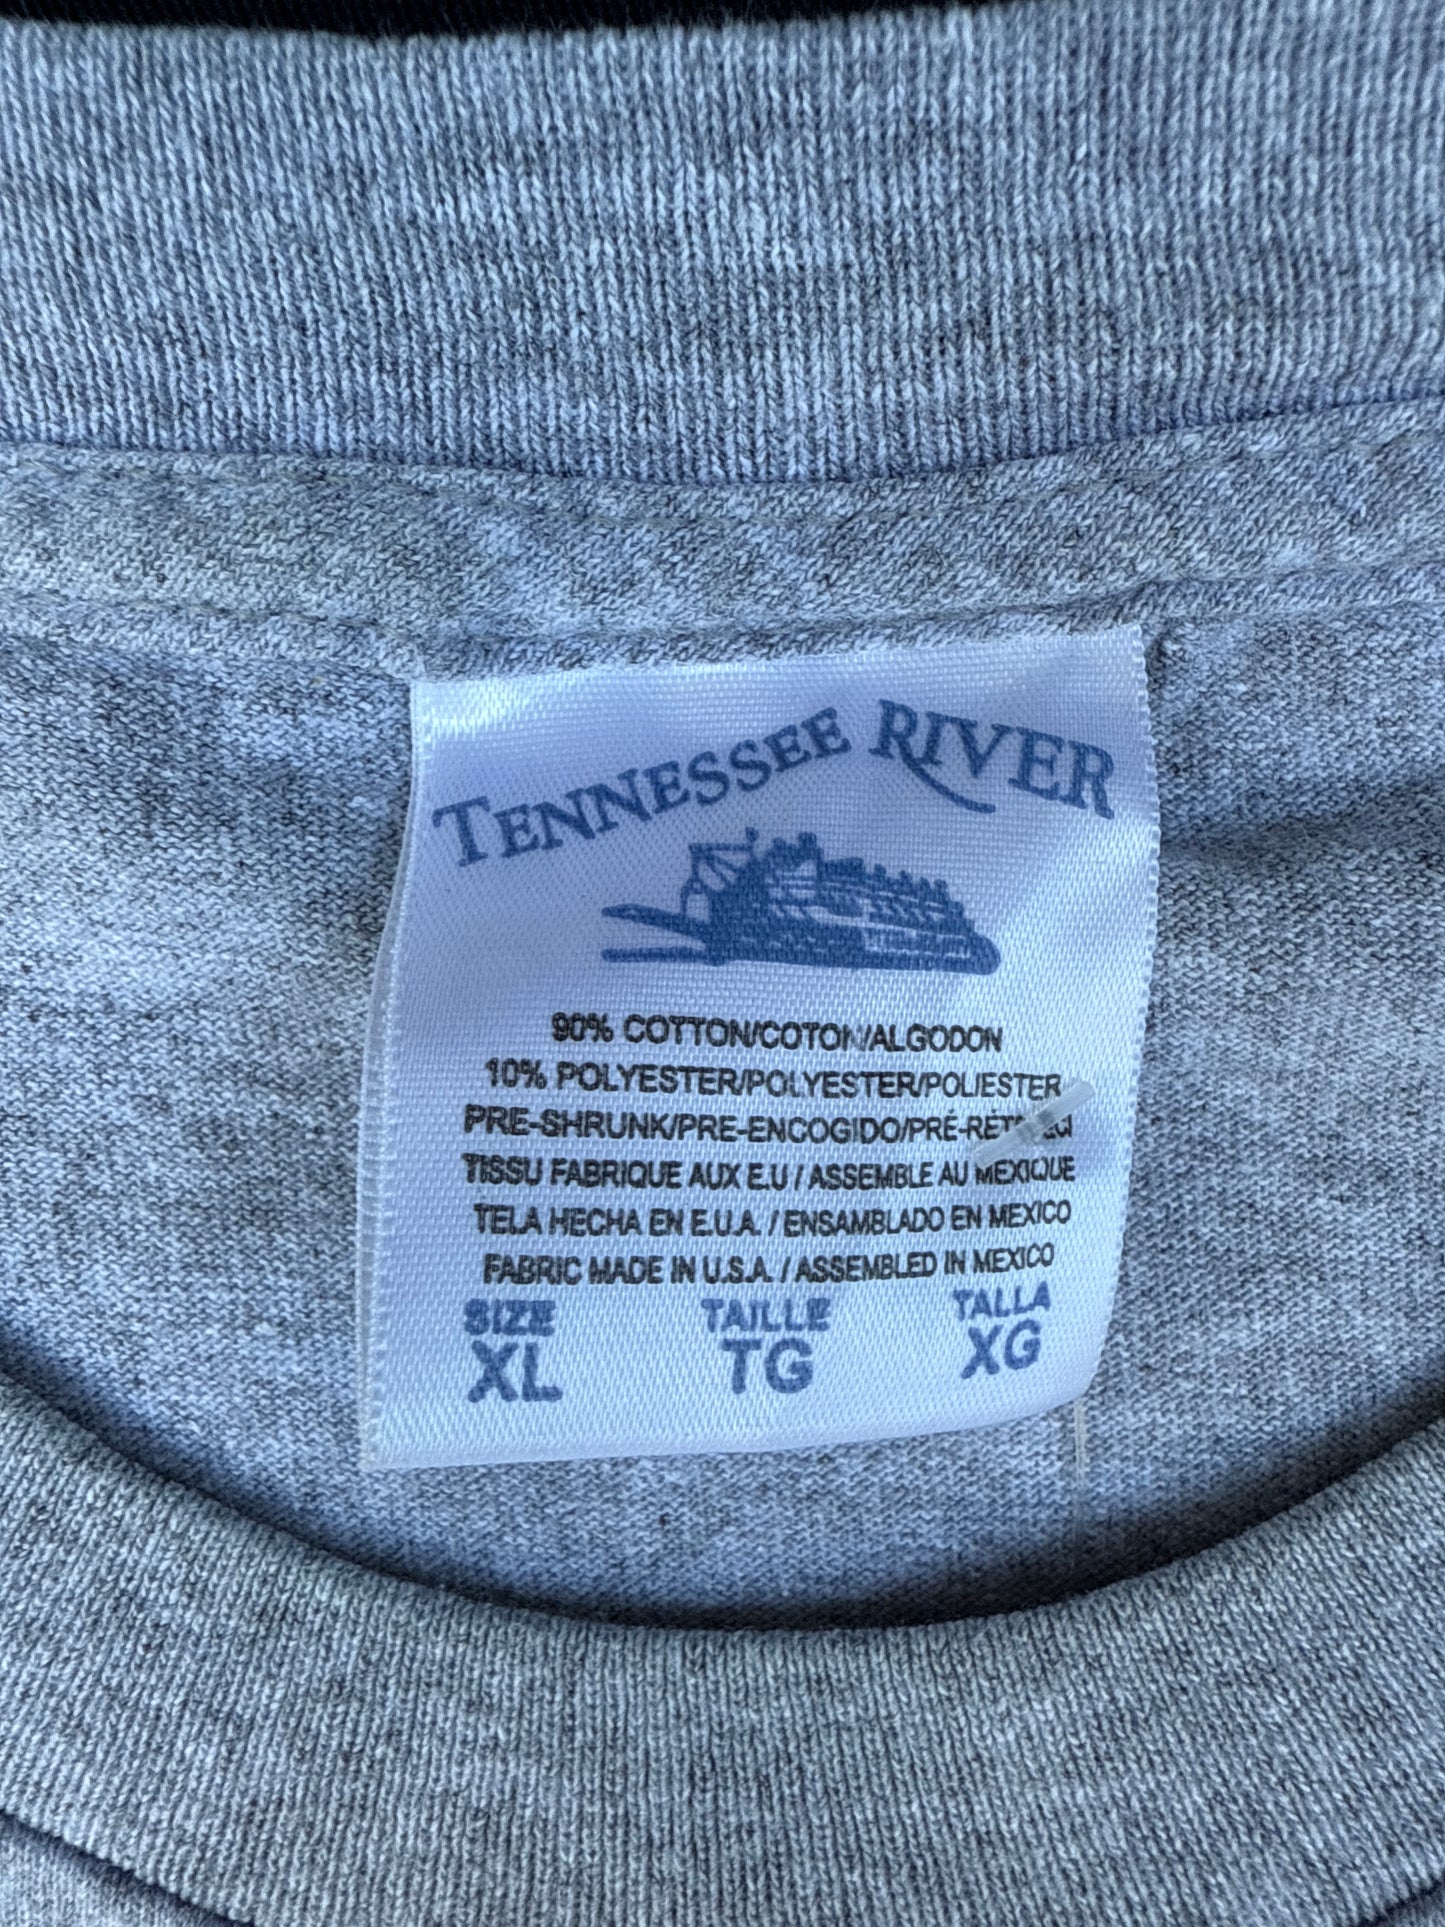 TENNESSEE RIVER
90% COTTON/COTON/ALGODON
10% POLYESTER/POLYESTER/POLIESTER
PRE-SHRUNK/PRE-ENCOGIDO/PRÉ-
TISSU FABRIQUE AUX E.U / ASSEMBLE AU MEXIQUE
TELA HECHA EN E.U.A. / ENSAMBLADO EN MEXICO
FABRIC MADE IN U.S.A. / ASSEMBLED IN MEXICO
SIZE TAILLE TALLA
XL TG XG